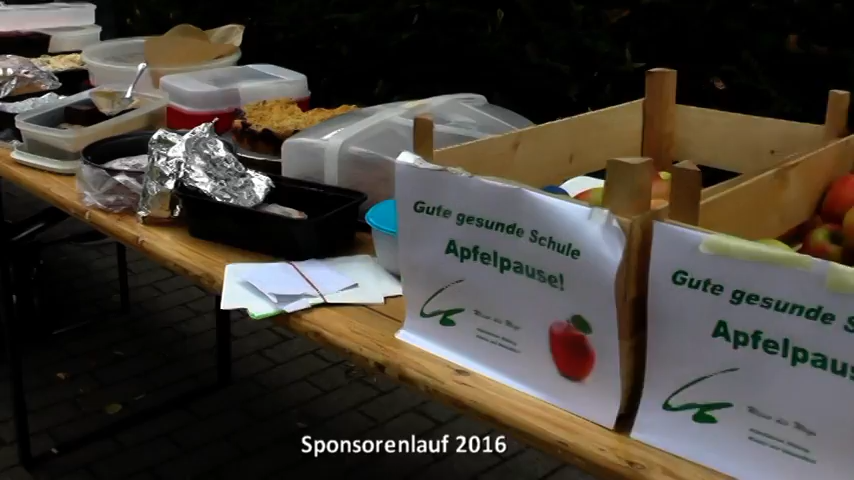 Gute gesunde Schule
Apfelpause!
Gute gesunde S
Apfelpaus
Sponsorenlauf 2016